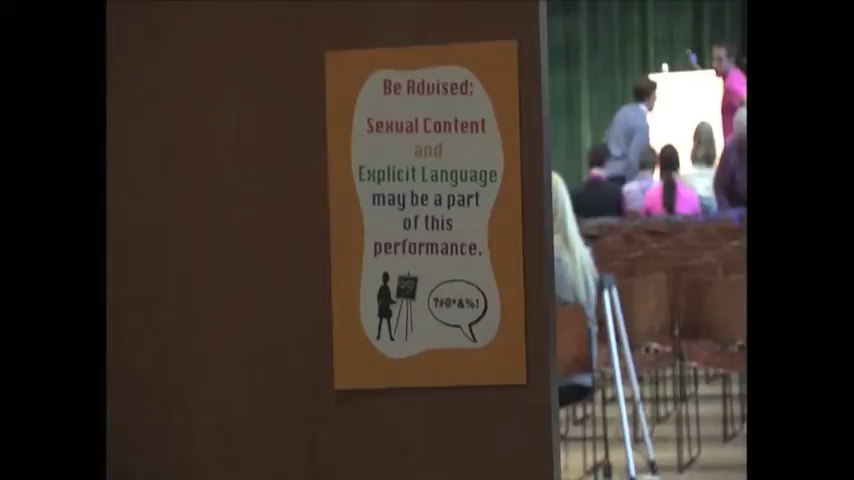 Be Advised:
Sexual Content
and
Explicit Language
may be a part
of this
performance.
?#@*&%!